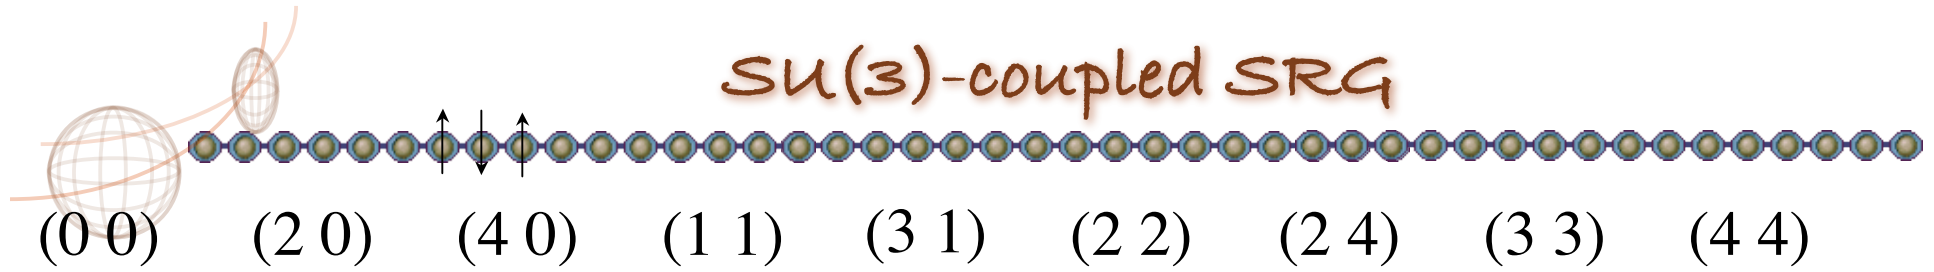 SU(3)-coupled SRG
(0 0) (2 0) (4 0) (1 1) (3 1) (2 2) (2 4) (3 3) (4 4)